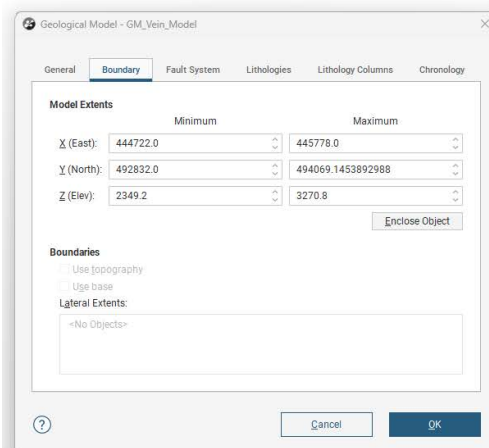 Geological Model - GM_Vein_Model
General Boundary Fault System Lithologies Lithology Columns Chronology
Model Extents
Minimum Maximum
X (East): 444722.0 445778.0
Y (North): 492832.0 494069.1453892988
Z (Elev): 2349.2 3270.8
Enclose Object
Boundaries
Use topography
Use base
Lateral Extents:
<No Objects>
? Cancel OK